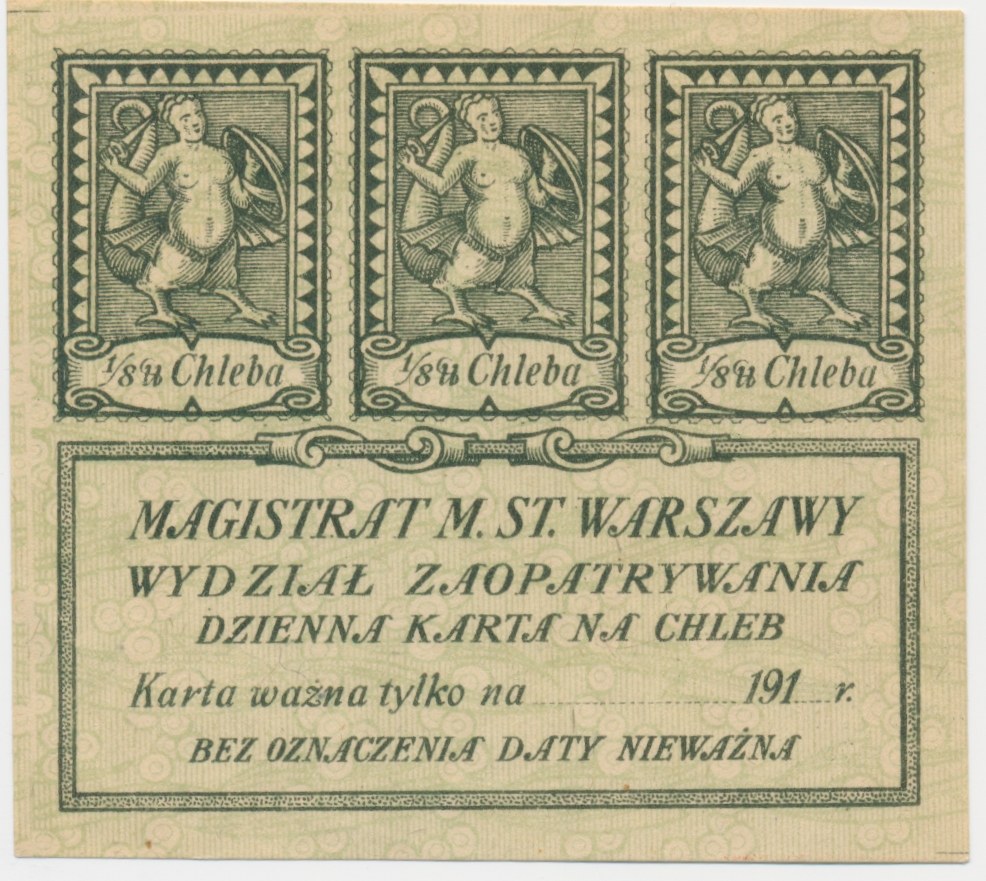 1/8 ℔ Chleba 1/8 ℔ Chleba 1/8 ℔ Chleba
MAGISTRAT M. ST. WARSZAWY
WYDZIAŁ ZAOPATRYWANIA
DZIENNA KARTA NA CHLEB
Karta ważna tylko na 191 r.
BEZ OZNACZENIA DATY NIEWAŻNA